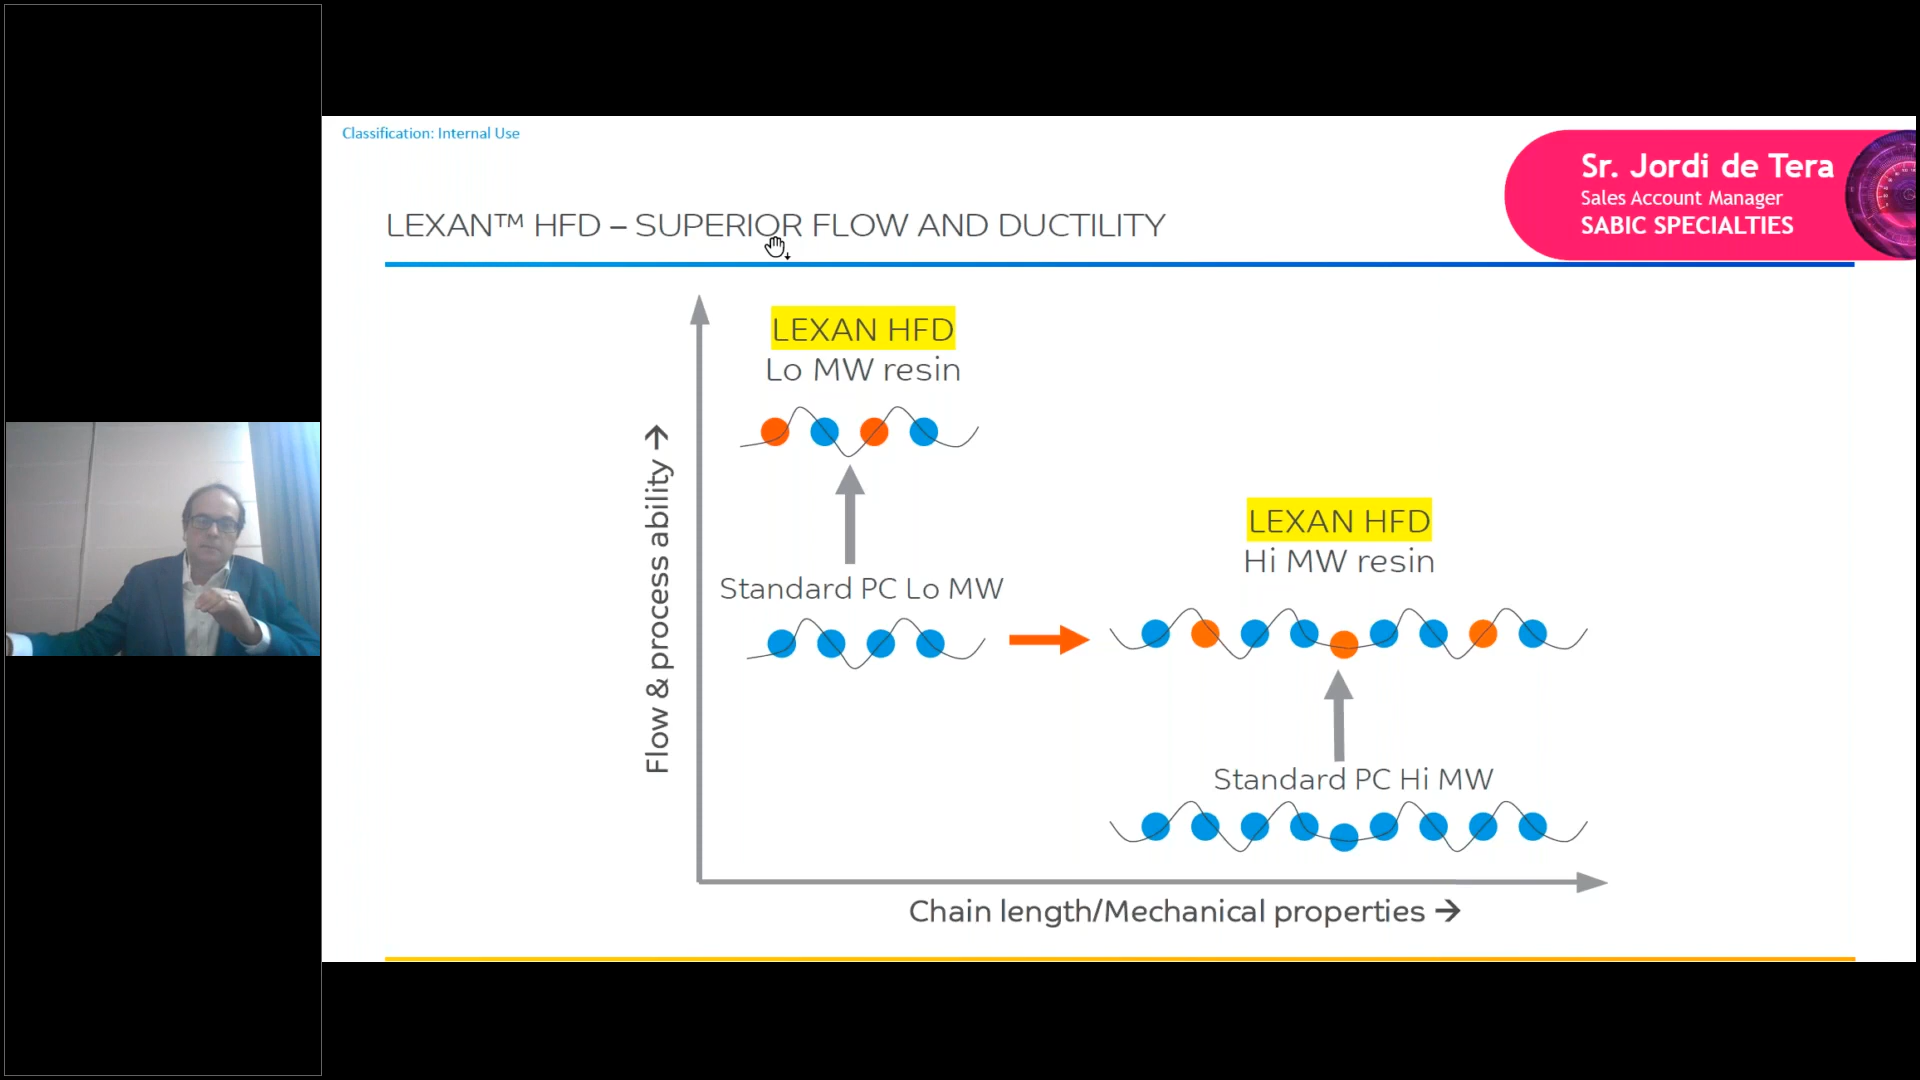 Classification: Internal Use
Sr. Jordi de Tera
Sales Account Manager
SABIC SPECIALTIES
LEXAN™ HFD – SUPERIOR FLOW AND DUCTILITY
LEXAN HFD
Lo MW resin
LEXAN HFD
Hi MW resin
Standard PC Lo MW
Standard PC Hi MW
Flow & process ability →
Chain length/Mechanical properties →